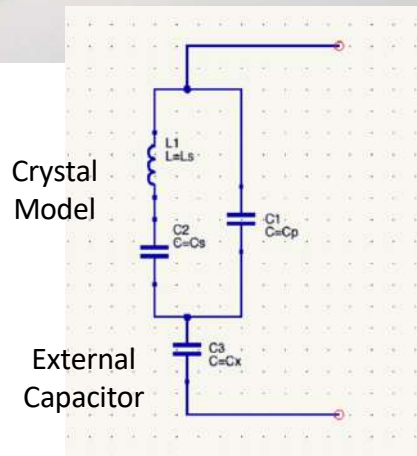 L1
L=Ls
Crystal
Model
C2
C=Cs
C1
C=Cp
External
Capacitor
C3
C=Cx